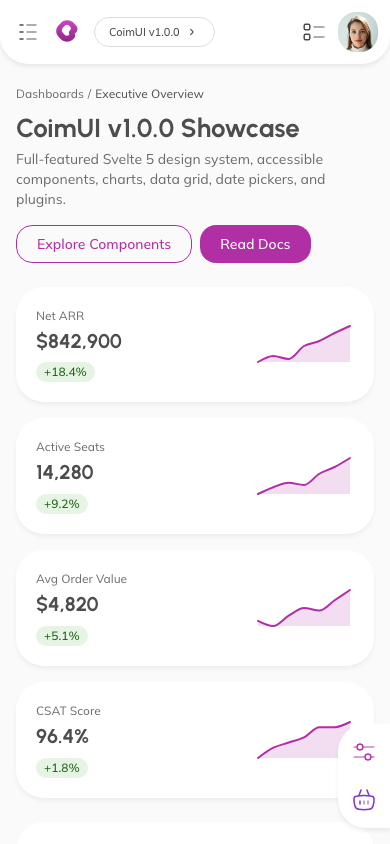 CoimUI v1.0.0
Dashboards / Executive Overview
CoimUI v1.0.0 Showcase
Full-featured Svelte 5 design system, accessible
components, charts, data grid, date pickers, and
plugins.
Explore Components
Read Docs
Net ARR
$842,900
+18.4%
Active Seats
14,280
+9.2%
Avg Order Value
$4,820
+5.1%
CSAT Score
96.4%
+1.8%